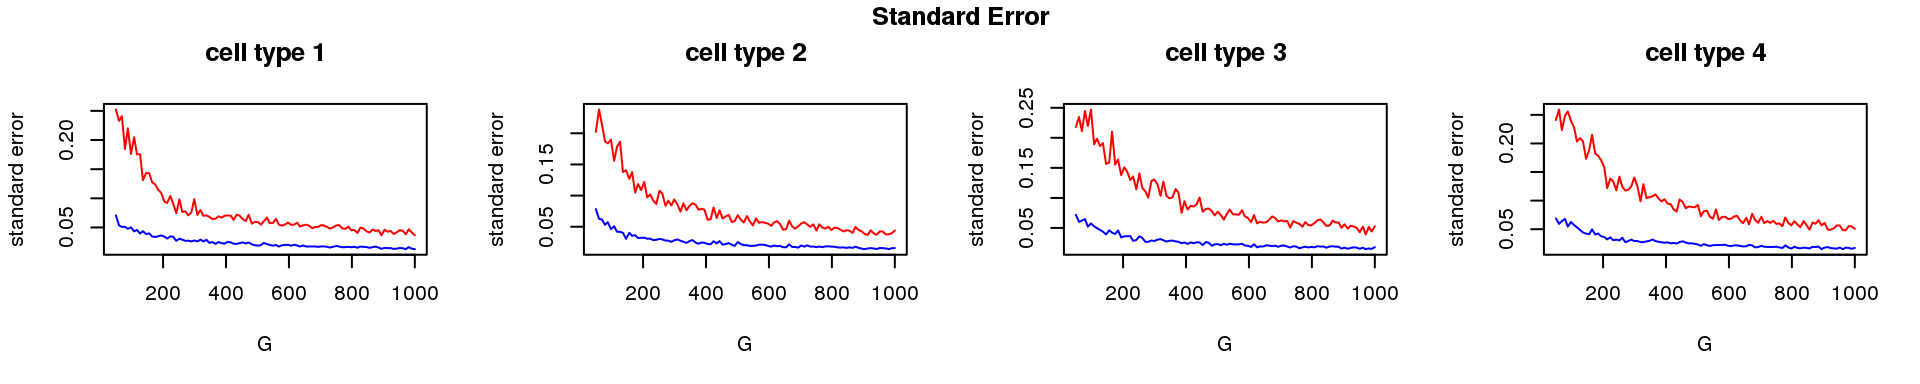 Standard Error
cell type 1
standard error
0.20
0.05
200 400 600 800 1000
G
cell type 2
standard error
0.15
0.05
200 400 600 800 1000
G
cell type 3
standard error
0.25
0.15
0.05
200 400 600 800 1000
G
cell type 4
standard error
0.20
0.05
200 400 600 800 1000
G